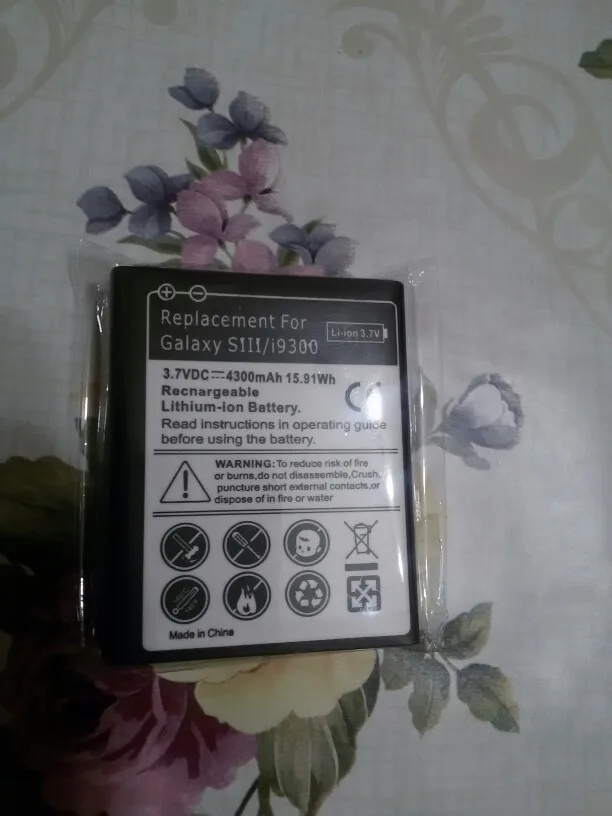 Replacement For
Galaxy SIII/i9300
Li-ion 3.7V
3.7VDC⎓4300mAh 15.91Wh
Recnargeable
Lithium-Ion Battery.
Read instructions in operating guide
before using the battery.
CE
WARNING: To reduce risk of fire
or burns,do not disassemble,Crush,
puncture short external contacts,or
dispose of in fire or water
Made in China